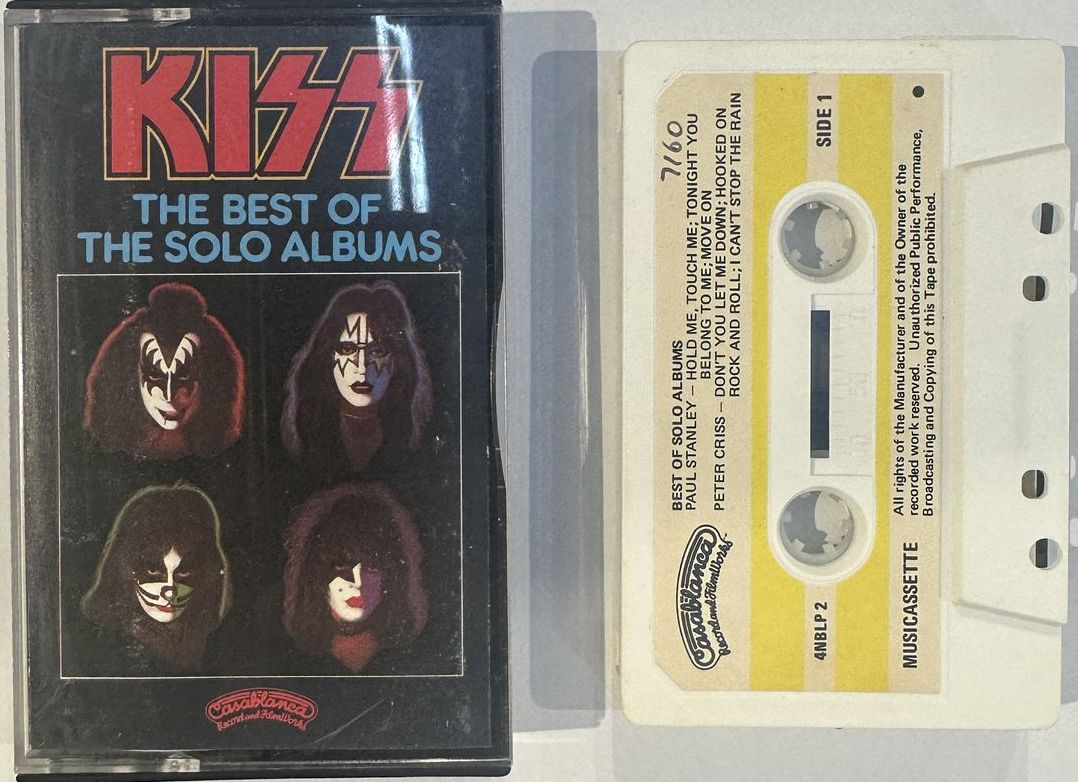 KISS
THE BEST OF
THE SOLO ALBUMS
Casablanca
Record and FilmWorks
7160
BEST OF SOLO ALBUMS
PAUL STANLEY – HOLD ME, TOUCH ME; TONIGHT YOU
BELONG TO ME; MOVE ON
PETER CRISS – DON'T YOU LET ME DOWN; HOOKED ON
ROCK AND ROLL; I CAN'T STOP THE RAIN
Casablanca
Record and FilmWorks
4NBLP 2
SIDE 1
MUSICASSETTE
All rights of the Manufacturer and of the Owner of the
recorded work reserved. Unauthorized Public Performance,
Broadcasting and Copying of this Tape prohibited.